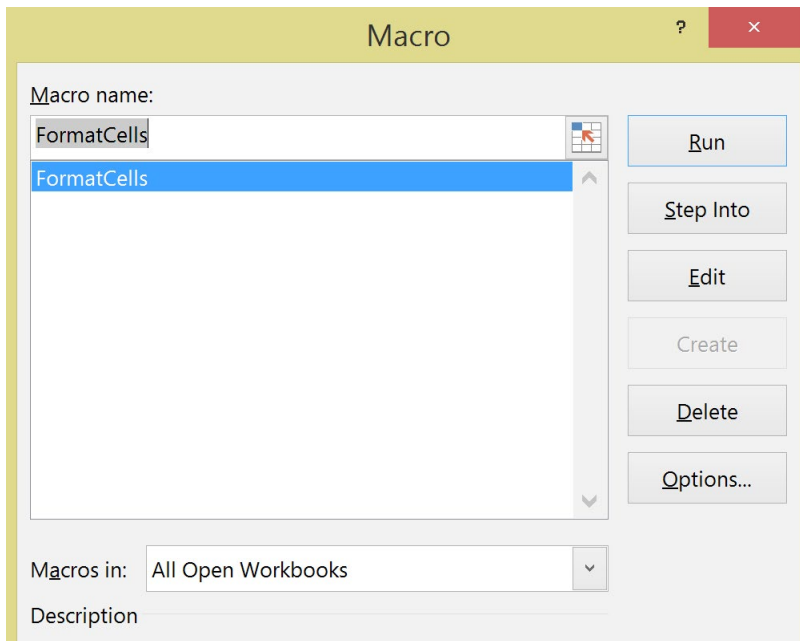 Macro
?
Macro name:
FormatCells
FormatCells
Run
Step Into
Edit
Create
Delete
Options...
Macros in: All Open Workbooks
Description